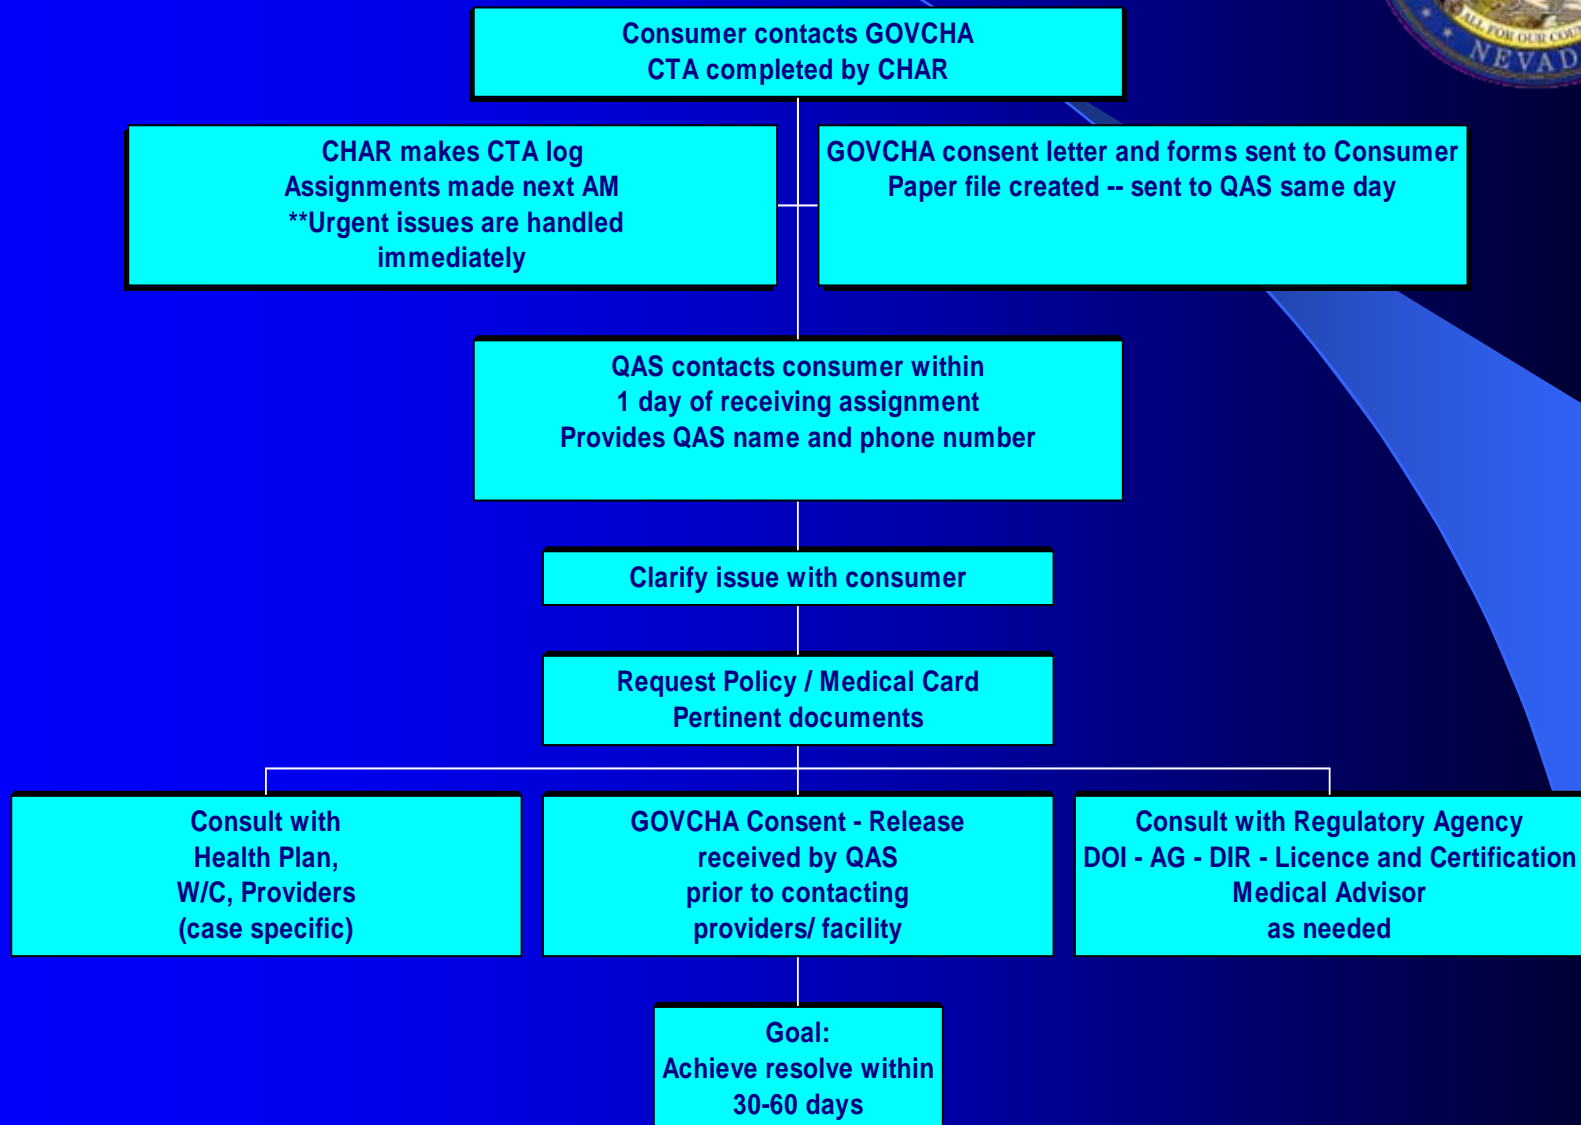 ALL FOR OUR COUN
NEVAD
Consumer contacts GOVCHA
CTA completed by CHAR
CHAR makes CTA log
Assignments made next AM
**Urgent issues are handled
immediately
GOVCHA consent letter and forms sent to Consumer
Paper file created -- sent to QAS same day
QAS contacts consumer within
1 day of receiving assignment
Provides QAS name and phone number
Clarify issue with consumer
Request Policy / Medical Card
Pertinent documents
Consult with
Health Plan,
W/C, Providers
(case specific)
GOVCHA Consent - Release
received by QAS
prior to contacting
providers/ facility
Consult with Regulatory Agency
DOI - AG - DIR - Licence and Certification
Medical Advisor
as needed
Goal:
Achieve resolve within
30-60 days